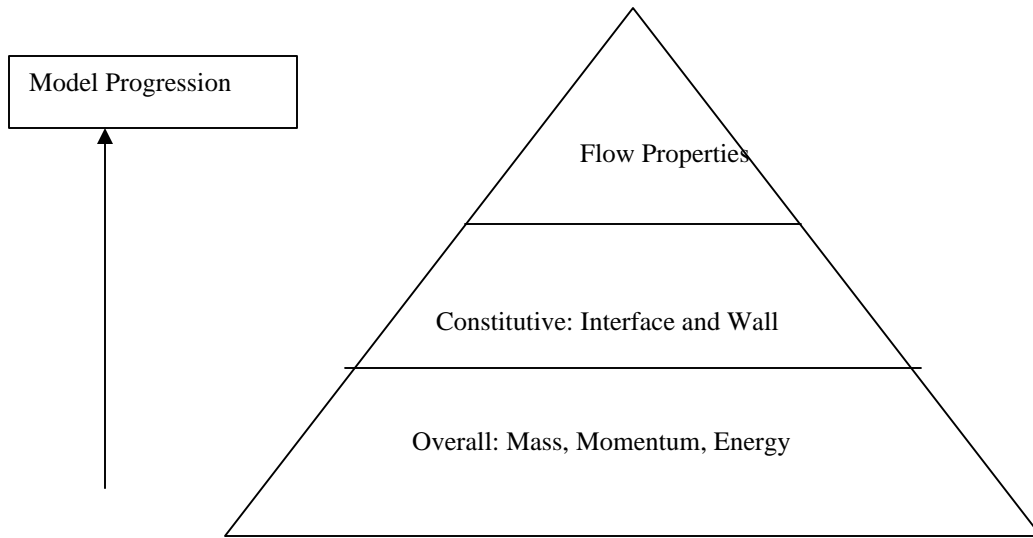 Model Progression
Flow Properties
Constitutive: Interface and Wall
Overall: Mass, Momentum, Energy